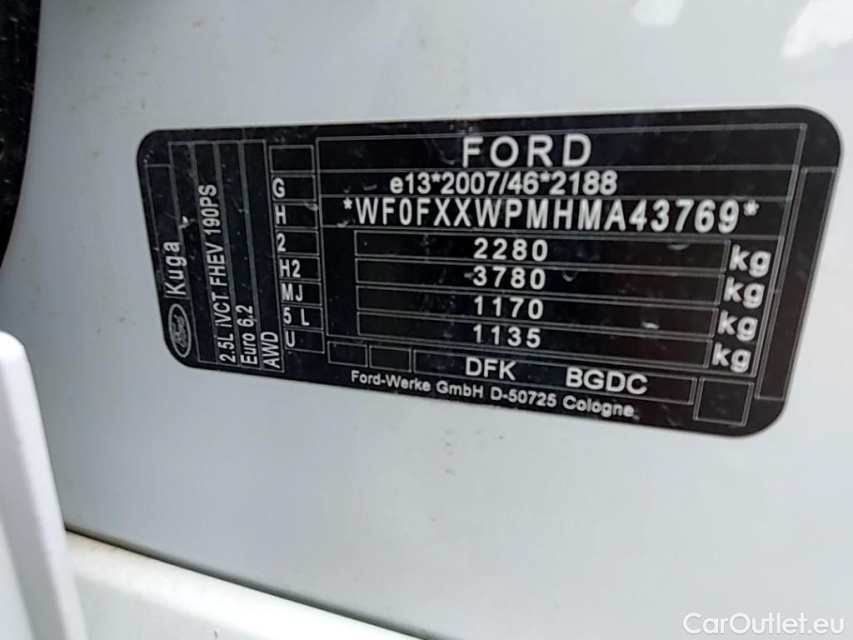 FORD
e13*2007/46*2188
*WF0FXXWPMHMA43769*
2280 kg
3780 kg
1170 kg
1135 kg
DFK BGDC
Ford-Werke GmbH D-50725 Cologne
G
H
2
H2
MJ
5 L
U
Ford Kuga
2.5L iVCT FHEV 190PS
Euro 6.2
AWD
CarOutlet.eu